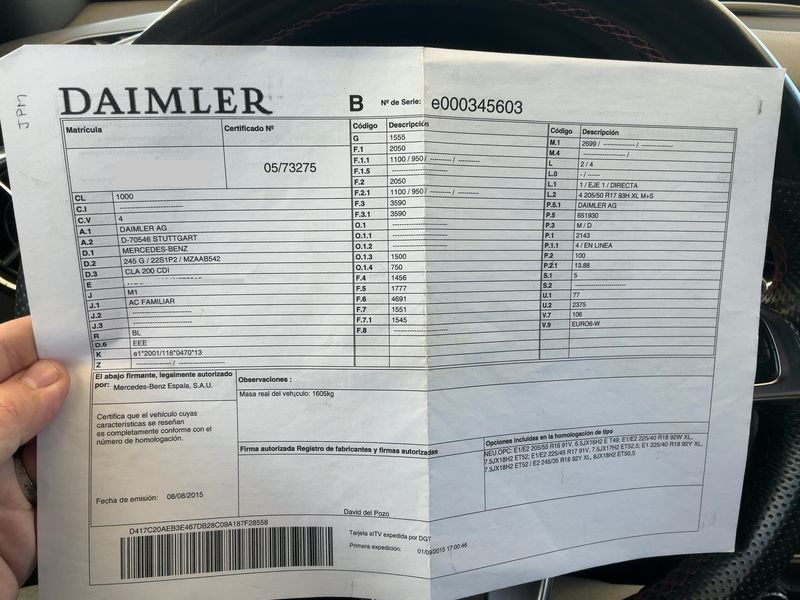 JPM
DAIMLER
B Nº de Serie: e000345603
Matrícula
Certificado Nº
05/73275
CL 1000
C.I ------------------------
C.V 4
A.1 DAIMLER AG
A.2 D-70546 STUTTGART
D.1 MERCEDES-BENZ
D.2 245 G / 22S1P2 / MZAAB542
D.3 CLA 200 CDI
E
J M1
J.1 AC FAMILIAR
J.2 ------------------------
J.3 ------------------------
R BL
D.6 EEE
K e1*2001/116*0470*13
Z ---------------/ --------------------
Código Descripción
G 1555
F.1 2050
F.1.1 1100 / 950 / ---------- / ----------
F.1.5
F.2 2050
F.2.1 1100 / 950 / ---------- / ----------
F.3 3590
F.3.1 3590
O.1 ------------------------
O.1.1 ------------------------
O.1.2 ------------------------
O.1.3 1500
O.1.4 750
F.4 1456
F.5 1777
F.6 4691
F.7 1551
F.7.1 1545
F.8 ------------------------
Código Descripción
M.1 2699 / --------------- / ---------------
M.4 --------------------/
L 2 / 4
L.0 - / ------
L.1 1 / EJE 1 / DIRECTA
L.2 4 205/50 R17 93H XL M+S
P.5.1 DAIMLER AG
P.5 651930
P.3 M / D
P.1 2143
P.1.1 4 / EN LINEA
P.2 100
P.2.1 13.88
S.1 5
S.2 ------------------------
U.1 77
U.2 2375
V.7 106
V.9 EURO6-W
El abajo firmante, legalmente autorizado
por: Mercedes-Benz Espala, S.A.U.
Certifica que el vehículo cuyas
características se reseñan
es completamente conforme con el
número de homologación.
Fecha de emisión: 08/08/2015
Observaciones :
Masa real del vehículo: 1605kg
Firma autorizada Registro de fabricantes y firmas autorizadas
David del Pozo
Opciones incluidas en la homologación de tipo
NEU.OPC: E1/E2 205/55 R16 91V, 6.5JX16H2 E T49; E1/E2 225/40 R18 92W XL,
7.5JX18H2 ET52; E1/E2 225/45 R17 91V, 7.5JX17H2 ET52,5; E1 225/40 R18 92Y XL,
7.5JX18H2 ET52 / E2 245/35 R18 92Y XL, 8JX18H2 ET50,5
D417C20AEB3E467DB28C09A187F28558
Tarjeta eITV expedida por DGT
Primera expedición: 01/09/2015 17:00:46